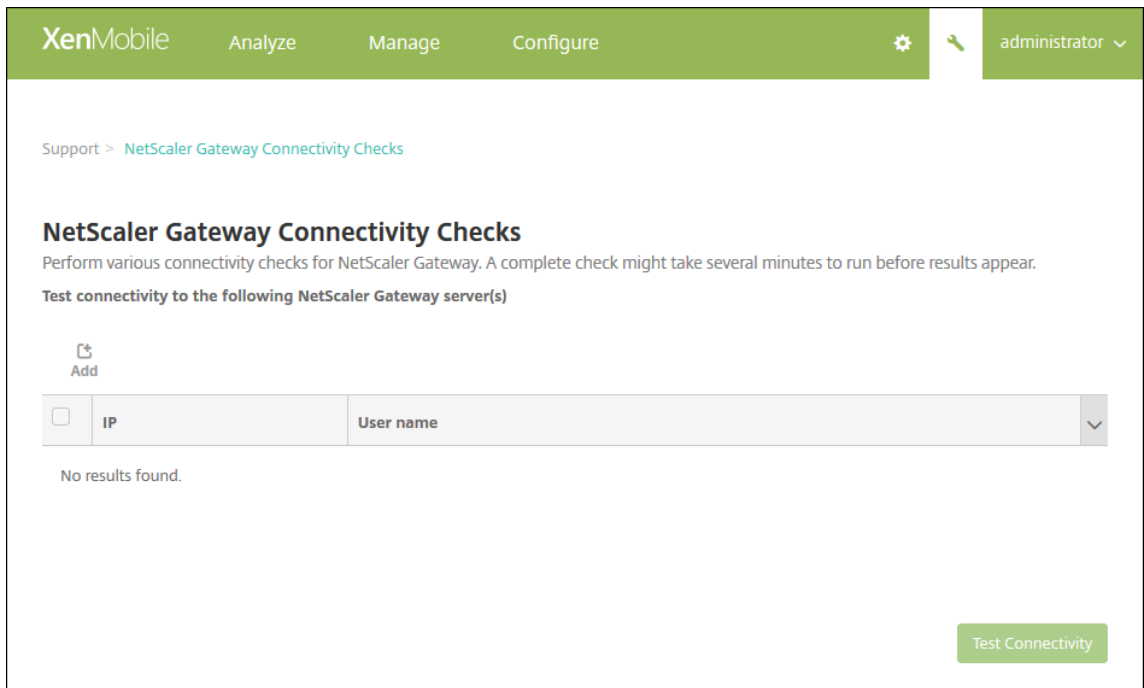 XenMobile Analyze Manage Configure administrator
Support > NetScaler Gateway Connectivity Checks
NetScaler Gateway Connectivity Checks
Perform various connectivity checks for NetScaler Gateway. A complete check might take several minutes to run before results appear.
Test connectivity to the following NetScaler Gateway server(s)
Add
IP User name
No results found.
Test Connectivity